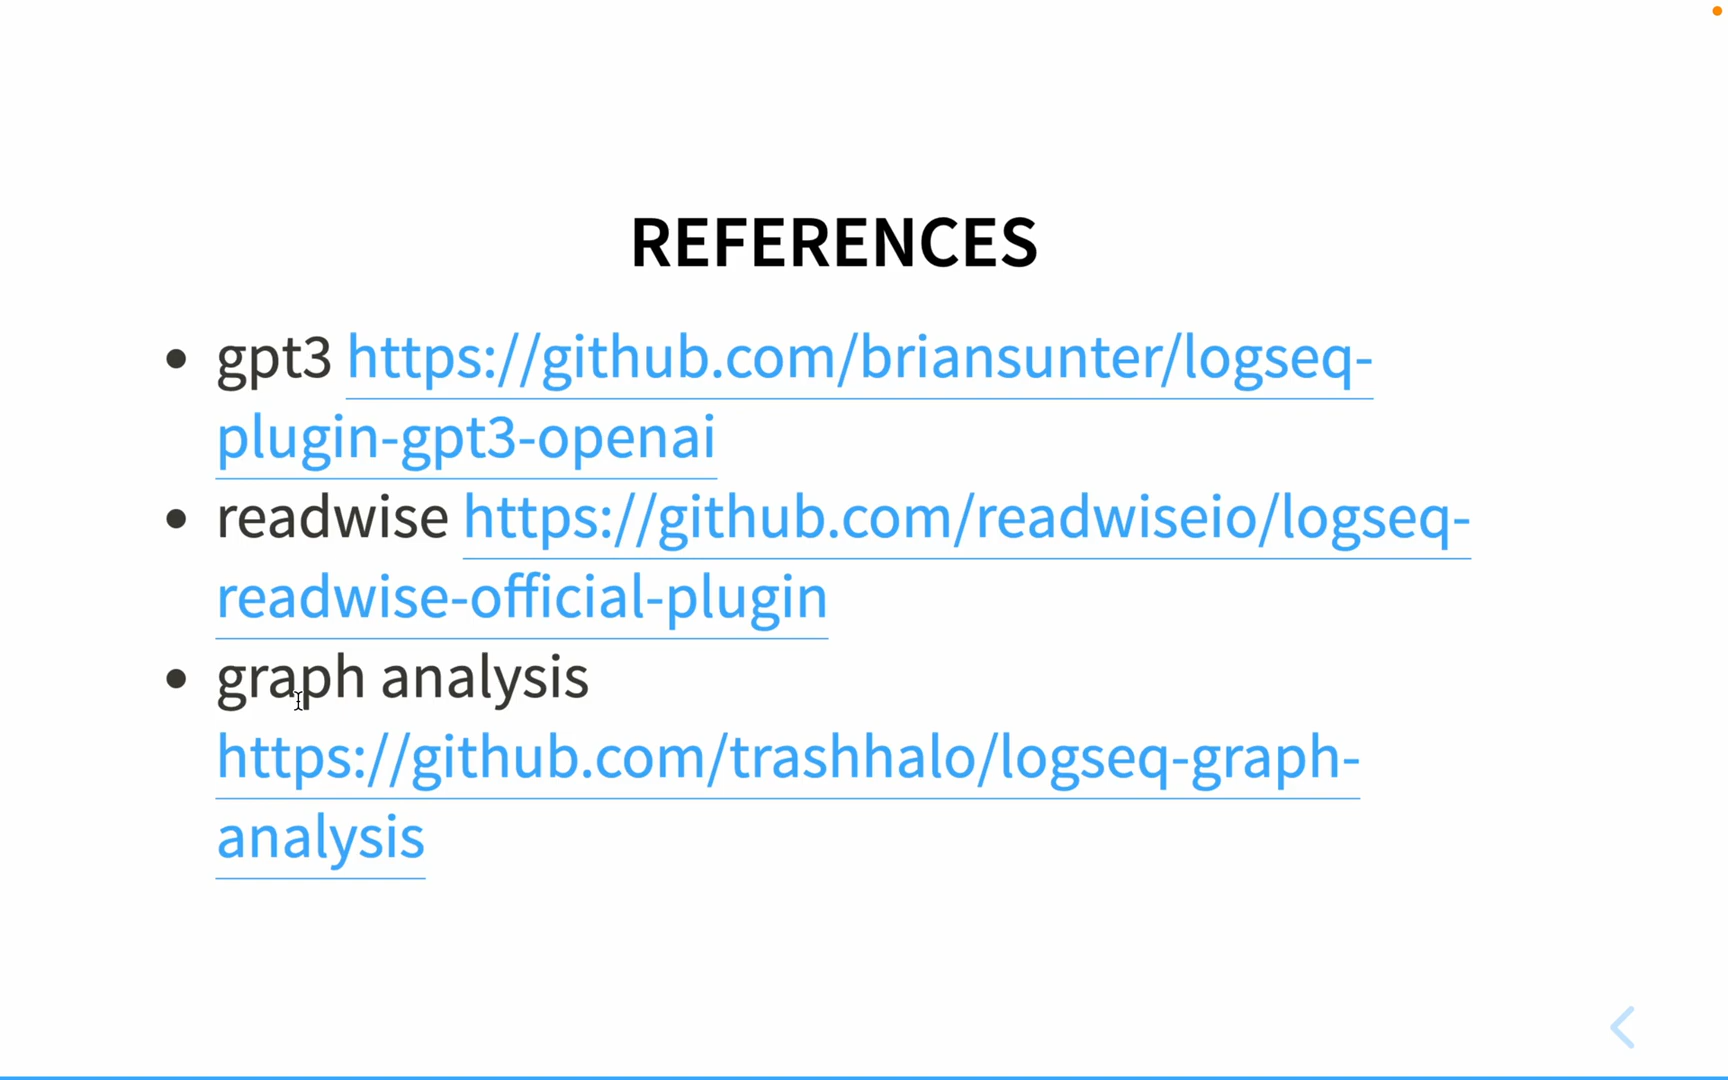 REFERENCES
• gpt3 https://github.com/briansunter/logseq-
plugin-gpt3-openai
• readwise https://github.com/readwiseio/logseq-
readwise-official-plugin
• graph analysis
https://github.com/trashhalo/logseq-graph-
analysis